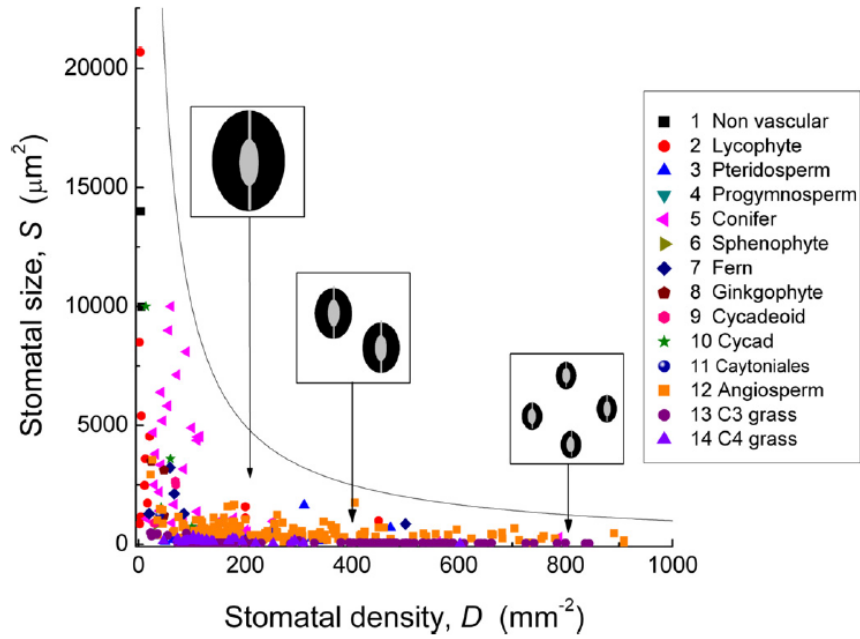 Stomatal size, S (μm²)
20000
15000
10000
5000
0
0 200 400 600 800 1000
Stomatal density, D (mm⁻²)
1 Non vascular
2 Lycophyte
3 Pteridosperm
4 Progymnosperm
5 Conifer
6 Sphenophyte
7 Fern
8 Ginkgophyte
9 Cycadeoid
10 Cycad
11 Caytoniales
12 Angiosperm
13 C3 grass
14 C4 grass